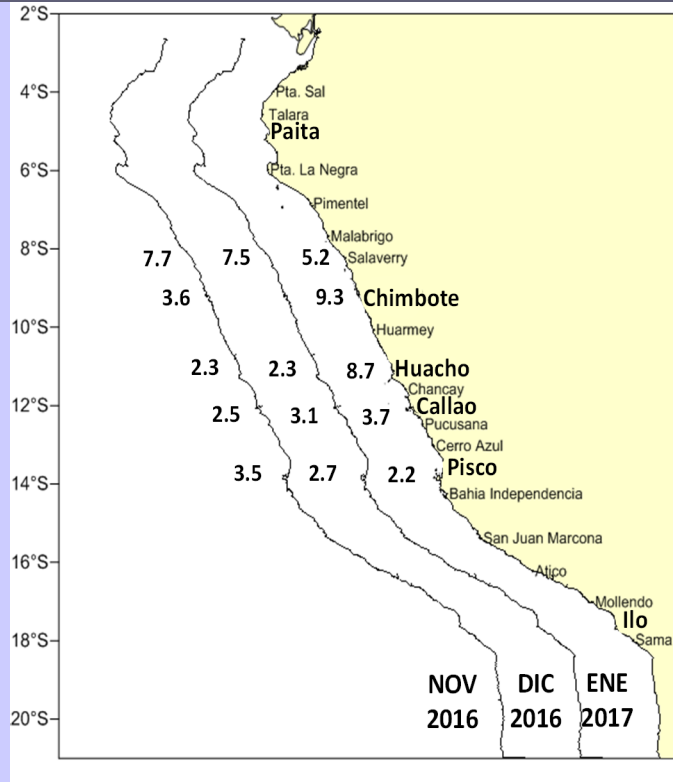 2°S
4°S
Pta. Sal
Talara
Paita
6°S
Pta. La Negra
Pimentel
Malabrigo
8°S
7.7 7.5 5.2 Salaverry
3.6 9.3 Chimbote
10°S
Huarmey
2.3 2.3 8.7 Huacho
Chancay
12°S
Callao
2.5 3.1 3.7
Pucusana
Cerro Azul
Pisco
3.5 2.7 2.2
14°S
Bahia Independencia
San Juan Marcona
16°S
Atico
Mollendo
Ilo
18°S
Sama
NOV DIC ENE
2016 2016 2017
20°S